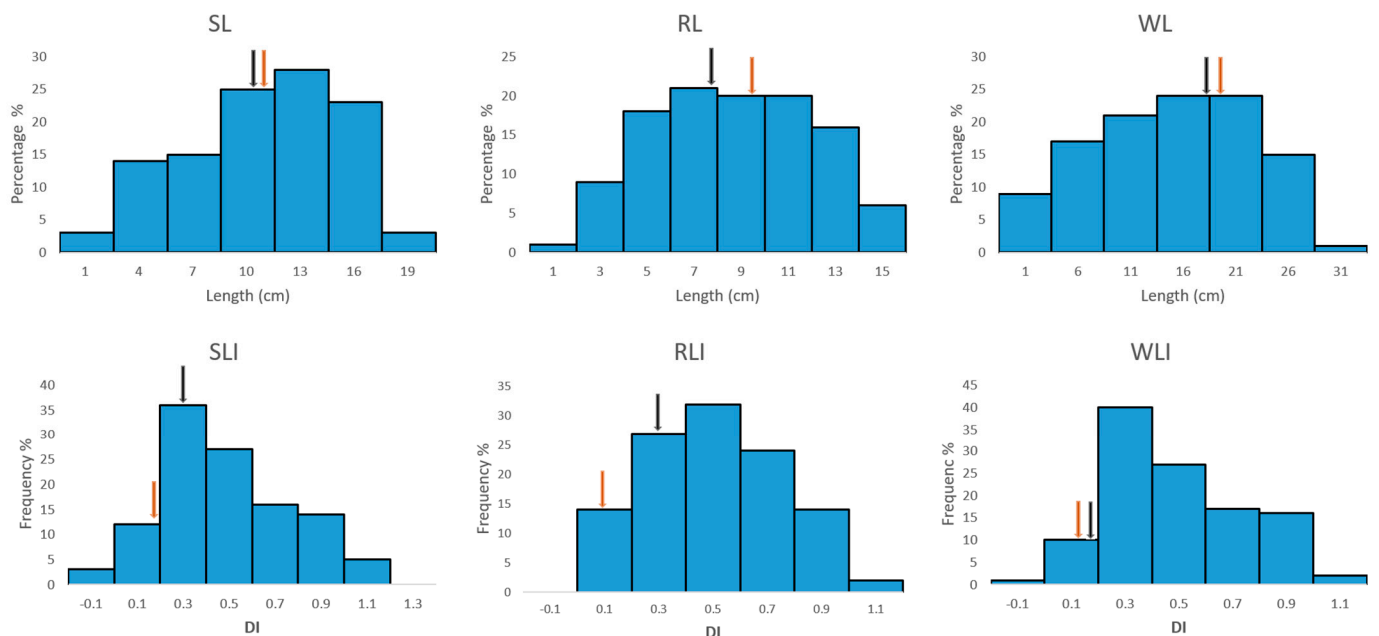 SL
30
25
20
15
10
5
0
Percentage %
1 4 7 10 13 16 19
Length (cm)
RL
25
20
15
10
5
0
Percentage %
1 3 5 7 9 11 13 15
Length (cm)
WL
30
25
20
15
10
5
0
Percentage %
1 6 11 16 21 26 31
Length (cm)
SLI
40
35
30
25
20
15
10
5
0
Frequency %
-0.1 0.1 0.3 0.5 0.7 0.9 1.1 1.3
DI
RLI
35
30
25
20
15
10
5
0
Frequency %
-0.1 0.1 0.3 0.5 0.7 0.9 1.1
DI
WLI
45
40
35
30
25
20
15
10
5
0
Frequenc %
-0.1 0.1 0.3 0.5 0.7 0.9 1.1
DI